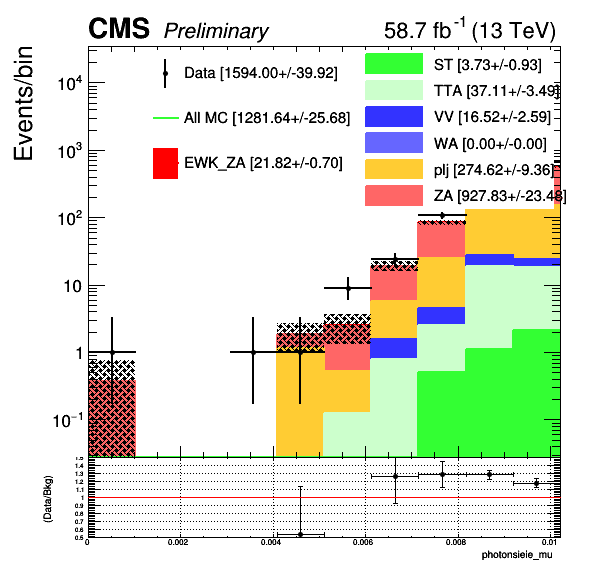 CMS Preliminary 58.7 fb⁻¹ (13 TeV)
Events/bin
Data [1594.00+/-39.92]
All MC [1281.64+/-25.68]
EWK_ZA [21.82+/-0.70]
ST [3.73+/-0.93]
TTA [37.11+/-3.49]
VV [16.52+/-2.59]
WA [0.00+/-0.00]
plj [274.62+/-9.36]
ZA [927.83+/-23.48]
10⁴
10³
10²
10
1
10⁻¹
(Data/Bkg)
1.5
1.4
1.3
1.2
1.1
1
0.9
0.8
0.7
0.6
0.5
0 0.002 0.004 0.006 0.008 0.01
photonsieie_mu